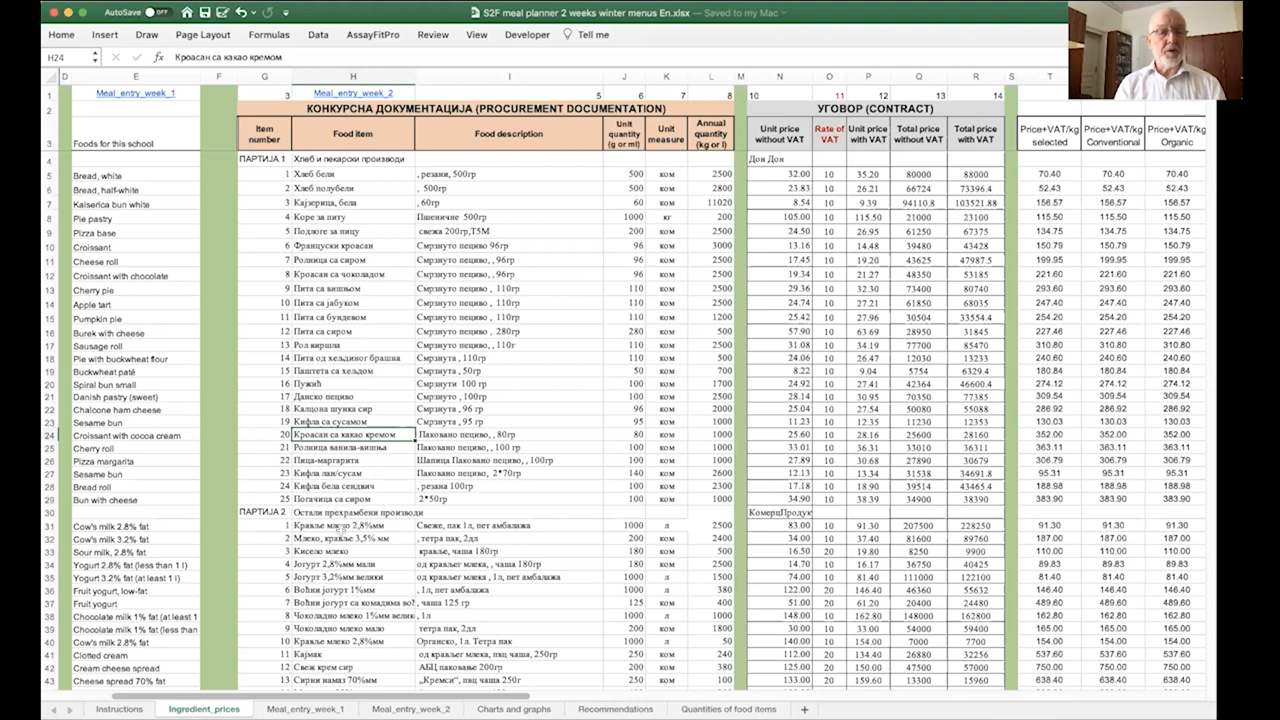 AutoSave OFF S2F meal planner 2 weeks winter menus En.xlsx — Saved to my Mac
Home Insert Draw Page Layout Formulas Data AssayFitPro Review View Developer Tell me
H24 fx Кроасан са какао кремом
D E F G H I J K L M N O P Q R S T U V
1 Meal_entry_week_1 3 Meal_entry_week_2 5 6 7 8 10 11 12 13 14
2 КОНКУРСНА ДОКУМЕНТАЦИЈА (PROCUREMENT DOCUMENTATION) УГОВОР (CONTRACT)
3 Foods for this school Item number Food item Food description Unit quantity (g or ml) Unit measure Annual quantity (kg or l) Unit price without VAT Rate of VAT Unit price with VAT Total price without VAT Total price with VAT Price+VAT/kg selected Price+VAT/kg Conventional Price+VAT/kg Organic
4 ПАРТИЈА 1 Хлеб и пекарски производи Дон Дон
5 Bread, white 1 Хлеб бели , резани, 500гр 500 ком 2500 32.00 10 35.20 80000 88000 70.40 70.40 70.40
6 Bread, half-white 2 Хлеб полубели , 500гр 500 ком 2800 23.83 10 26.21 66724 73396.4 52.43 52.43 52.43
7 Kaiserica bun white 3 Кајзерица, бела , 60гр 60 ком 11020 8.54 10 9.39 94110.8 103521.88 156.57 156.57 156.57
8 Pie pastry 4 Коре за питу Пшеничне 500гр 1000 кг 200 105.00 10 115.50 21000 23100 115.50 115.50 115.50
9 Pizza base 5 Подлоге за пицу свежа 200гр,Т5М 200 ком 2500 24.50 10 26.95 61250 67375 134.75 134.75 134.75
10 Croissant 6 Француски кроасан Смрзнуто пециво 96гр 96 ком 3000 13.16 10 14.48 39480 43428 150.79 150.79 150.79
11 Cheese roll 7 Ролница са сиром Смрзнуто пециво, , 96гр 96 ком 2500 17.45 10 19.20 43625 47987.5 199.95 199.95 199.95
12 Croissant with chocolate 8 Кроасан са чоколадом Смрзнуто пециво, , 96гр 96 ком 2500 19.34 10 21.27 48350 53185 221.60 221.60 221.60
13 Cherry pie 9 Пита са вишњом Смрзнуто пециво , 110гр 110 ком 2500 29.36 10 32.30 73400 80740 293.60 293.60 293.60
14 Apple tart 10 Пита са јабуком Смрзнуто пециво , 110гр 110 ком 2500 24.74 10 27.21 61850 68035 247.40 247.40 247.40
15 Pumpkin pie 11 Пита са бундевом Смрзнуто пециво , 110гр 110 ком 1200 25.42 10 27.96 30504 33554.4 254.20 254.20 254.20
16 Burek with cheese 12 Пита са сиром Смрзнуто пециво , 280гр 280 ком 500 57.90 10 63.69 28950 31845 227.46 227.46 227.46
17 Sausage roll 13 Рол виршла Смрзнуто пециво , 110г 110 ком 2500 31.08 10 34.19 77700 85470 310.80 310.80 310.80
18 Pie with buckwheat flour 14 Пита од хељдиног брашна Смрзнута , 110гр 110 ком 500 24.06 10 26.47 12030 13233 240.60 240.60 240.60
19 Buckwheat paté 15 Паштета са хељдом Смрзнута , 50гр 50 ком 700 8.22 10 9.04 5754 6329.4 180.84 180.84 180.84
20 Spiral bun small 16 Пужић Смрзнути 100 гр 100 ком 1700 24.92 10 27.41 42364 46600.4 274.12 274.12 274.12
21 Danish pastry (sweet) 17 Данско пециво Смрзнуто , 100гр 100 ком 2500 28.14 10 30.95 70350 77385 309.54 309.54 309.54
22 Chalcone ham cheese 18 Калцона шунка сир Смрзнута , 96 гр 96 ком 2000 25.04 10 27.54 50080 55088 286.92 286.92 286.92
23 Sesame bun 19 Кифла са сусамом Смрзнута , 95 гр 95 ком 1000 11.23 10 12.35 11230 12353 130.03 130.03 130.03
24 Croissant with cocoa cream 20 Кроасан са какао кремом Паковано пециво, , 80гр 80 ком 1000 25.60 10 28.16 25600 28160 352.00 352.00 352.00
25 Cherry roll 21 Ролница ванила-вишња Паковано пециво, , 100 гр 100 ком 1000 33.01 10 36.31 33010 36311 363.11 363.11 363.11
26 Pizza margarita 22 Пица-маргарита Шапица Паковано пециво, , 100гр 100 ком 1000 27.89 10 30.68 27890 30679 306.79 306.79 306.79
27 Sesame bun 23 Кифла лан/сусам Паковано пециво, 2*70гр 140 ком 2600 12.13 10 13.34 31538 34691.8 95.31 95.31 95.31
28 Bread roll 24 Кифла бела сендвич , резана 100гр 100 ком 2300 17.18 10 18.90 39514 43465.4 188.98 188.98 188.98
29 Bun with cheese 25 Погачица са сиром 2*50гр 100 ком 1000 34.90 10 38.39 34900 38390 383.90 383.90 383.90
30 ПАРТИЈА 2 Остали прехрамбени производи КомерцПродук
31 Cow's milk 2.8% fat 1 Кравље млеко 2,8%мм Свеже, пак 1л, пет амбалажа 1000 л 2500 83.00 10 91.30 207500 228250 91.30 91.30 91.30
32 Cow's milk 3.2% fat 2 Млеко, кравље 3,5% мм , тетра пак, 2дл 200 ком 2400 34.00 10 37.40 81600 89760 187.00 187.00 187.00
33 Sour milk, 2.8% fat 3 Кисело млеко кравље, чаша 180гр 180 ком 500 16.50 10 19.80 8250 9900 110.00 110.00 110.00
34 Yogurt 2.8% fat (less than 1 l) 4 Јогурт 2,8%мм мали од крављег млека, , чаша 180гр 180 ком 2500 14.70 10 16.17 36750 40425 89.83 89.83 89.83
35 Yogurt 3.2% fat (at least 1 l) 5 Јогурт 3,2%мм велики од крављег млека , 1л, пет амбалажа 1000 л 1500 74.00 10 81.40 111000 122100 81.40 81.40 81.40
36 Fruit yogurt, low-fat 6 Воћни јогурт 1%мм , 1л, пет амбалажа 1000 л 380 122.00 20 146.40 46360 55632 146.40 146.40 146.40
37 Fruit yogurt 7 Воћни јогурт са комадима воћ , чаша 125 гр 125 ком 400 51.00 20 61.20 20400 24480 489.60 489.60 489.60
38 Chocolate milk 1% fat (at least 1 8 Чоколадно млеко 1%мм велик , 1л 1000 л 1000 148.00 10 162.80 148000 162800 162.80 162.80 162.80
39 Chocolate milk 1% fat (less than 9 Чоколадно млеко мало тетра пак, 2дл 200 ком 1800 30.00 10 33.00 54000 59400 165.00 165.00 165.00
40 Cow's milk 2.8% fat 10 Кравље млеко 2,8%мм Органско, 1л. Тетра пак 1000 л 50 140.00 10 154.00 7000 7700 154.00 154.00 154.00
41 Clotted cream 11 Кајмак од крављег млека, пвц чаша, 250гр 250 ком 240 112.00 20 134.40 26880 32256 537.60 537.60 537.60
42 Cream cheese spread 12 Свеж крем сир АБЦ паковање 200гр 200 ком 380 125.00 20 150.00 47500 57000 750.00 750.00 750.00
43 Cheese spread 70% fat 13 Сирни намаз 70%мм „Кремси“, пвц чаша 250г 250 ком 100 133.00 20 159.60 13300 15960 638.40 638.40 638.40
Instructions Ingredient_prices Meal_entry_week_1 Meal_entry_week_2 Charts and graphs Recommendations Quantities of food items +